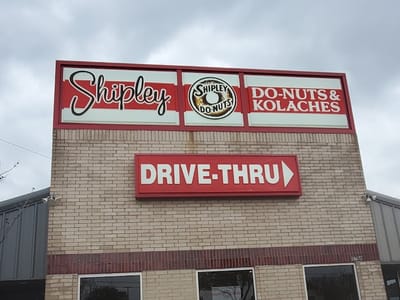 Shipley
SHIPLEY
DO-NUTS
DO-NUTS &
KOLACHES
DRIVE-THRU